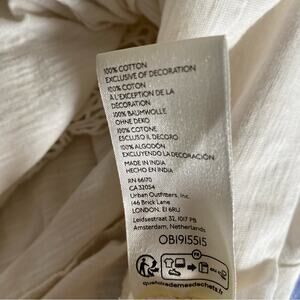 100% COTTON
EXCLUSIVE OF DECORATION
100% COTON
À L'EXCEPTION DE LA
DÉCORATION
100% BAUMWOLLE
OHNE DEKO
100% COTONE
ESCLUSO IL DECORO
100% ALGODÓN
EXCLUYENDO LA DECORACIÓN
MADE IN INDIA
HECHO EN INDIA
RN 66170
CA 32054
Urban Outfitters, Inc.
146 Brick Lane
LONDON. E1 6RU
Leidsestraat 32, 1017 PB
Amsterdam, Netherlands
OB1915515
FR
quefairedemesdechets.fr